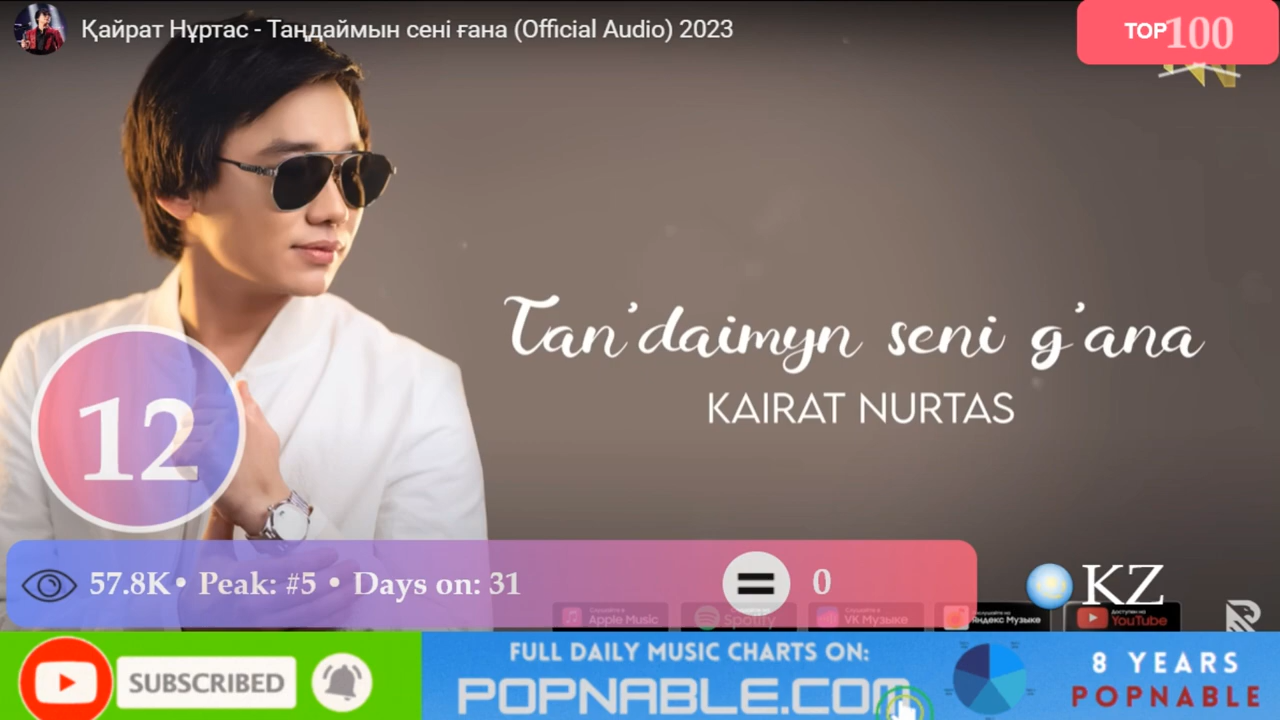 Қайрат Нұртас - Таңдаймын сені ғана (Official Audio) 2023
TOP100
Tan'daimyn seni g'ana
KAIRAT NURTAS
12
57.8K • Peak: #5 • Days on: 31
= 0
KZ
Apple Music
Spotify
VK Музыке
Яндекс Музыке
YouTube
SUBSCRIBED
FULL DAILY MUSIC CHARTS ON:
POPNABLE.COM
8 YEARS
POPNABLE